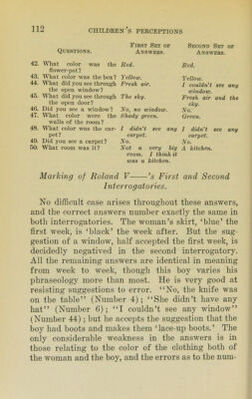 112 CHILDREN'S PERCEPTIONS
QUESTIONS. FIRST SET OF ANSWERS. SECOND SET OF ANSWERS.
42. What color was the flower-pot? Red. Red.
43. What color was the box? Yellow. Yellow.
44. What did you see through the open window? Fresh air. I couldn't see any window.
45. What did you see through the open door? The sky. Fresh air and the sky.
46. Did you see a window? No, no window. No.
47. What color were the walls of the room? Shady green. Green.
48. What color was the carpet? I didn't see any carpet. I didn't see any carpet.
49. Did you see a carpet? No. No.
50. What room was it? Not a very big room, I think it was a kitchen. A kitchen.
Marking of Roland V——'s First and Second
Interrogatories.
No difficult case arises throughout these answers,
and the correct answers number exactly the same in
both interrogatories. The woman's skirt, 'blue' the
first week, is 'black' the week after. But the sug-
gestion of a window, half accepted the first week, is
decidedly negatived in the second interrogatory.
All the remaining answers are identical in meaning
from week to week, though this boy varies his
phraseology more than most. He is very good at
resisting suggestions to error. "No, the knife was
on the table" (Number 4); "She didn't have any
hat" (Number 6); "I couldn't see any window"
(Number 44); but he accepts the suggestion that the
boy had boots and makes them 'lace-up boots.' The
only considerable weakness in the answers is in
those relating to the color of the clothing both of
the woman and the boy, and the errors as to the num-